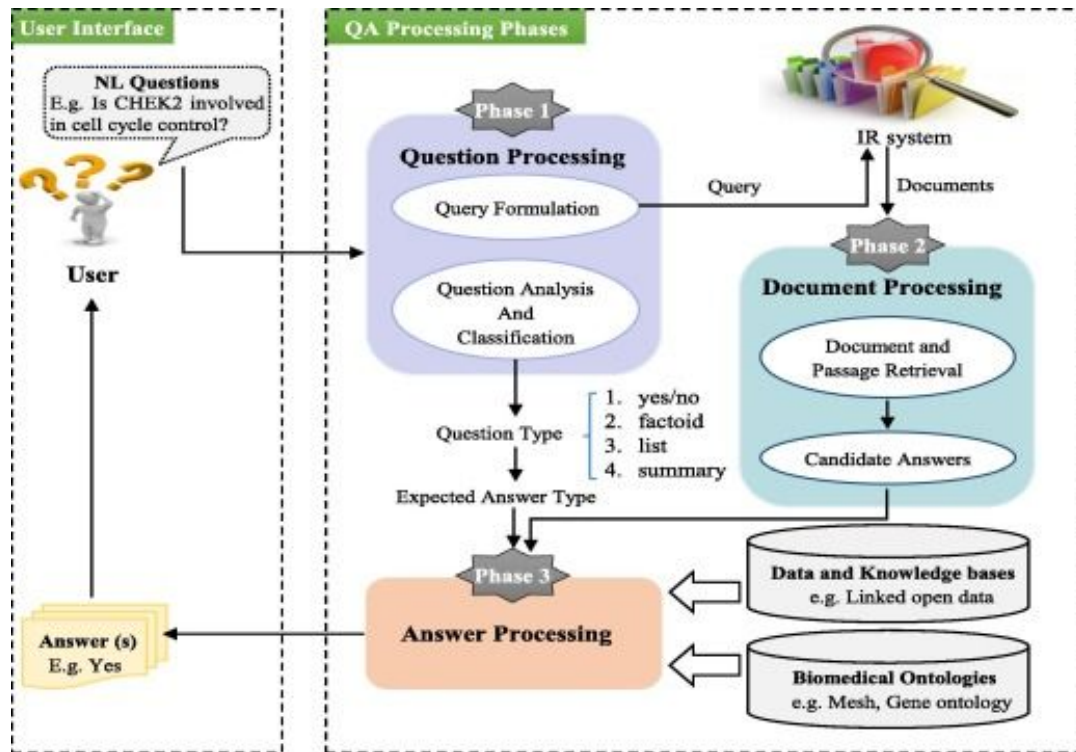 User Interface
NL Questions
E.g. Is CHEK2 involved
in cell cycle control?
User
Answer (s)
E.g. Yes
QA Processing Phases
Phase 1
Question Processing
Query Formulation
Question Analysis
And
Classification
Query
IR system
Documents
Phase 2
Document Processing
Document and
Passage Retrieval
Candidate Answers
Question Type
1. yes/no
2. factoid
3. list
4. summary
Expected Answer Type
Phase 3
Answer Processing
Data and Knowledge bases
e.g. Linked open data
Biomedical Ontologies
e.g. Mesh, Gene ontology